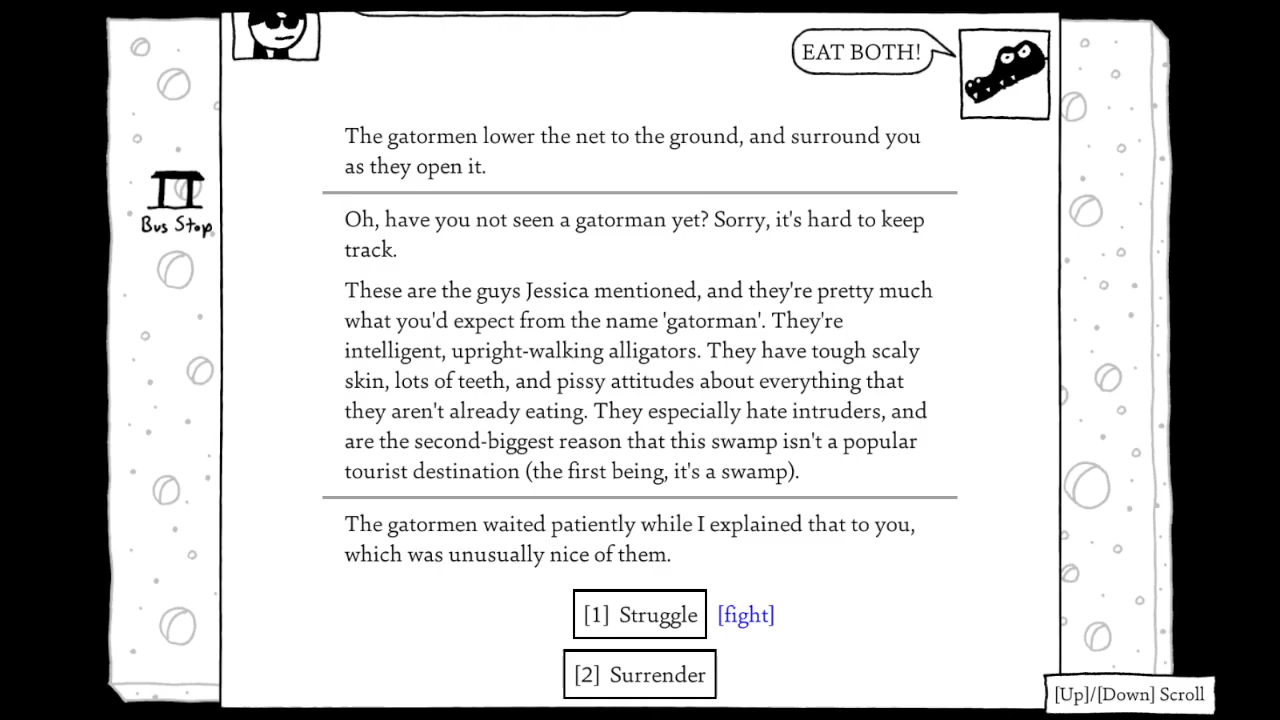 EAT BOTH!
The gatormen lower the net to the ground, and surround you
as they open it.
Bus Stop
Oh, have you not seen a gatorman yet? Sorry, it's hard to keep
track.
These are the guys Jessica mentioned, and they're pretty much
what you'd expect from the name 'gatorman'. They're
intelligent, upright-walking alligators. They have tough scaly
skin, lots of teeth, and pissy attitudes about everything that
they aren't already eating. They especially hate intruders, and
are the second-biggest reason that this swamp isn't a popular
tourist destination (the first being, it's a swamp).
The gatormen waited patiently while I explained that to you,
which was unusually nice of them.
[1] Struggle [fight]
[2] Surrender
[Up]/[Down] Scroll